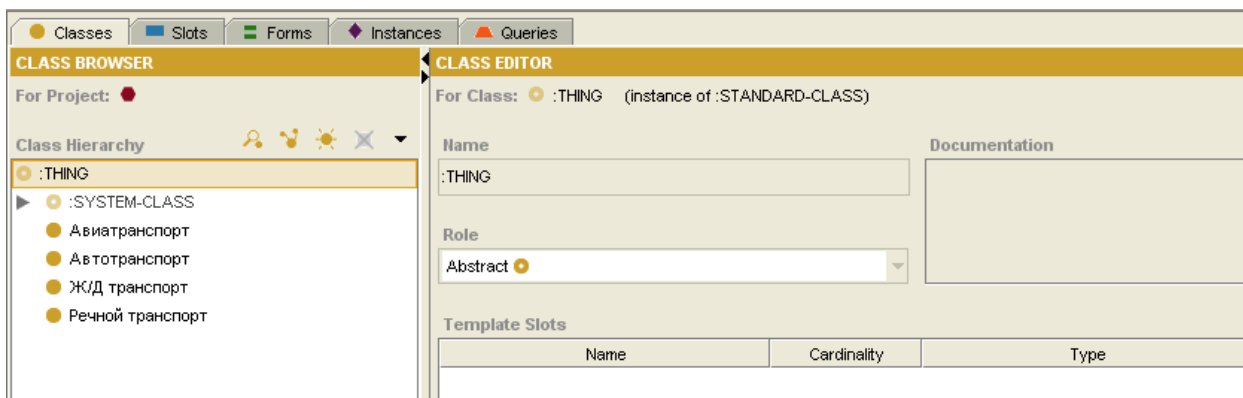 Classes Slots Forms Instances Queries
CLASS BROWSER
For Project:
Class Hierarchy
:THING
:SYSTEM-CLASS
Авиатранспорт
Автотранспорт
Ж/Д транспорт
Речной транспорт
CLASS EDITOR
For Class: :THING (instance of :STANDARD-CLASS)
Name
:THING
Documentation
Role
Abstract
Template Slots
Name Cardinality Type